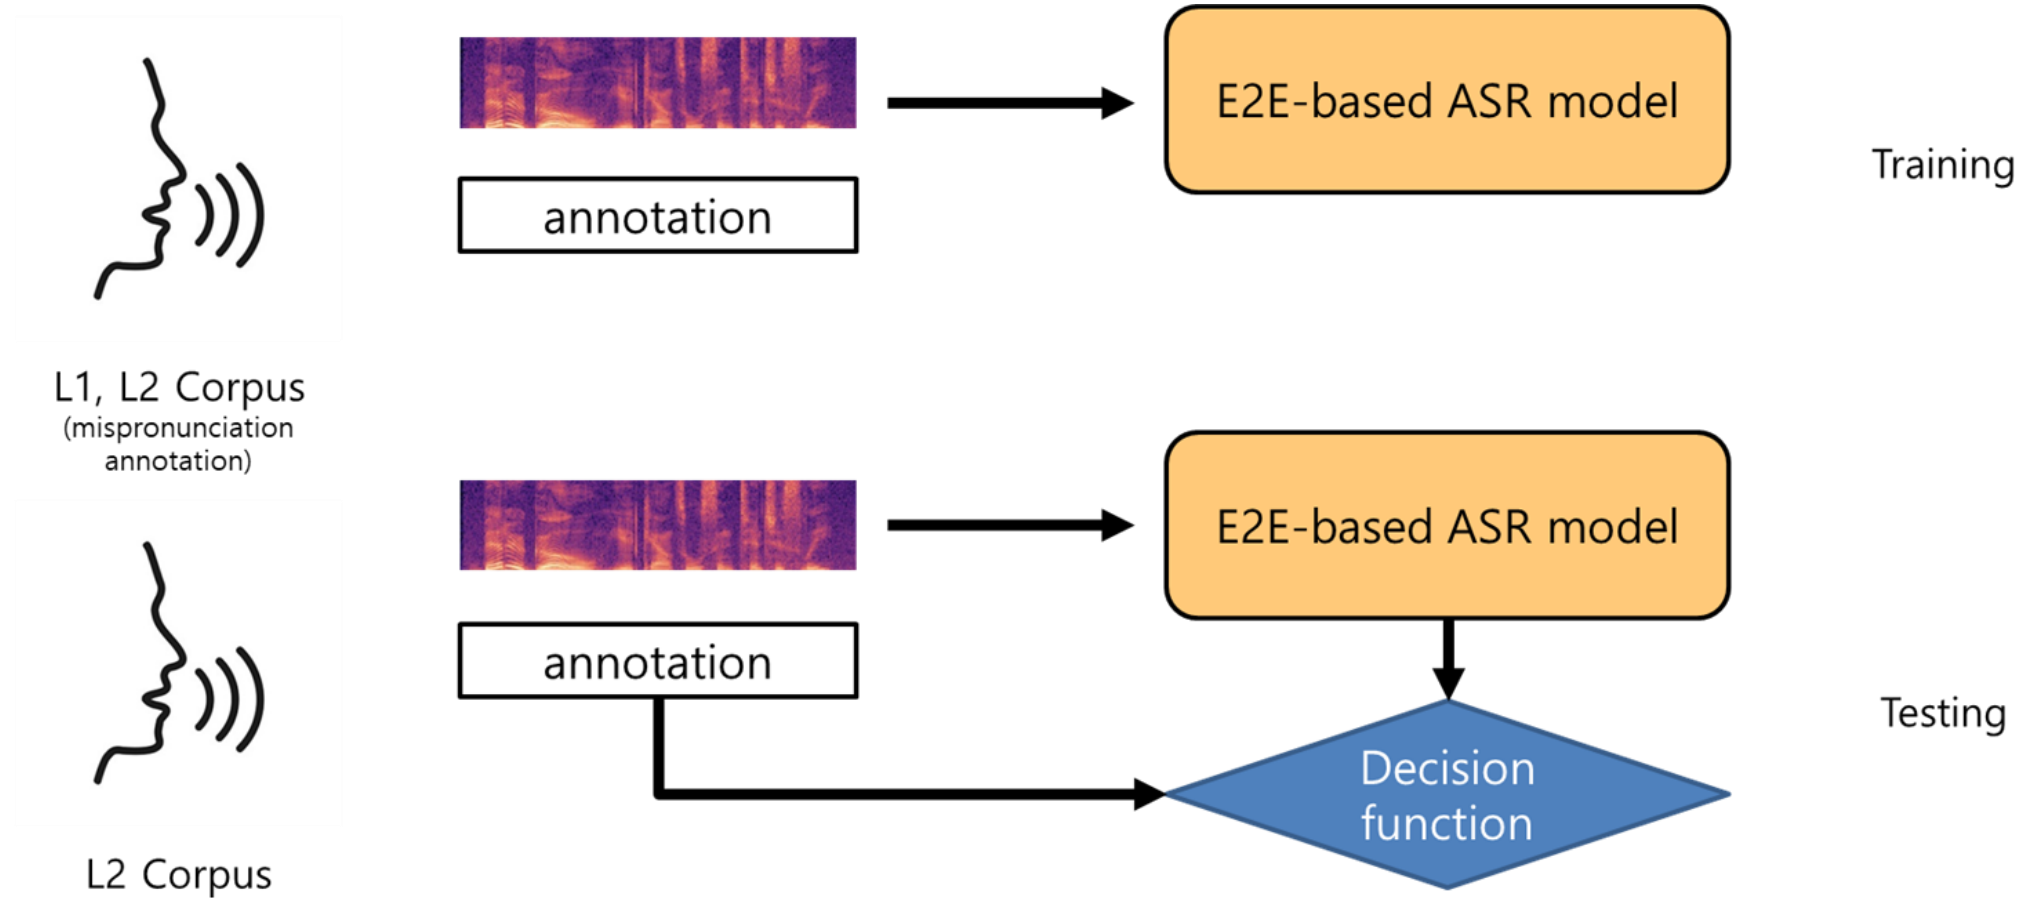 E2E-based ASR model
Training
annotation
L1, L2 Corpus
(mispronunciation
annotation)
E2E-based ASR model
annotation
Testing
Decision
function
L2 Corpus